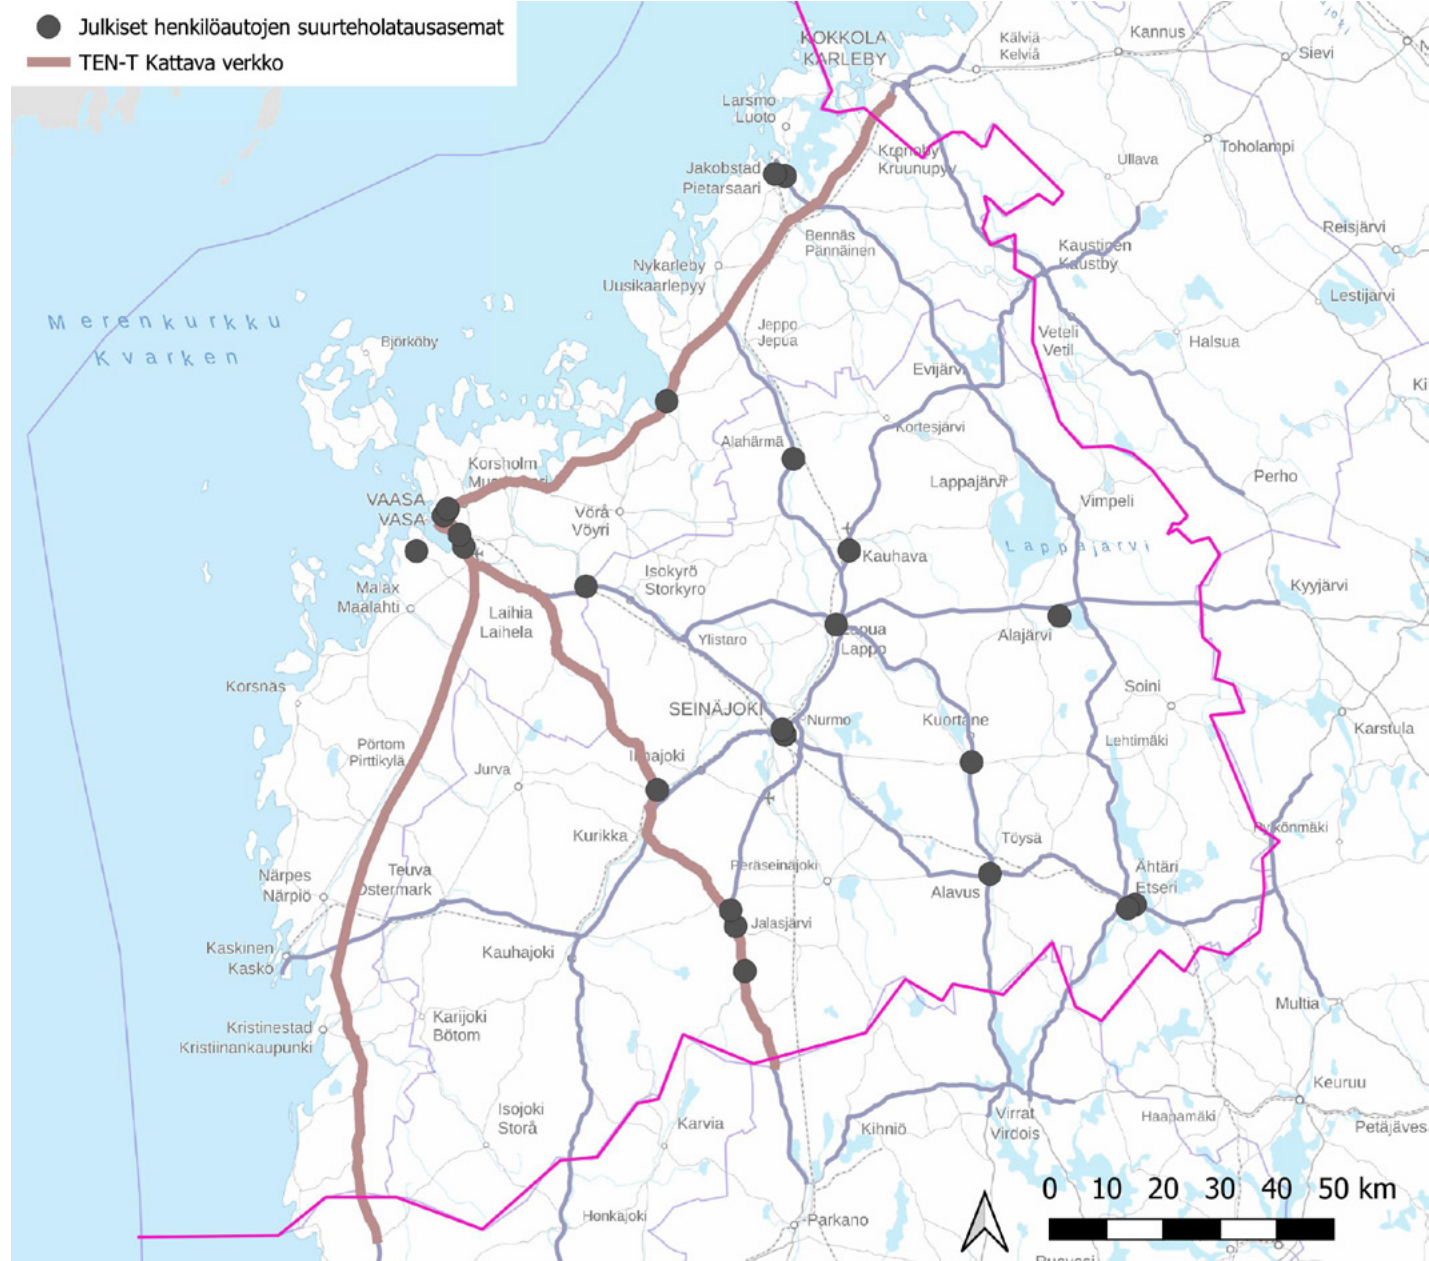 Julkiset henkilöautojen suurteholatausasemat
TEN-T Kattava verkko
KOKKOLA
KARLEBY
Kälviä
Kelviå
Kannus
Sievi
Larsmo
Luoto
Kronoby
Kruunupyy
Ullava
Toholampi
Jakobstad
Pietarsaari
Bennäs
Pännäinen
Kaustinen
Kaustby
Reisjärvi
Nykarleby
Uusikaarlepyy
Lestijärvi
Merenkurkku
Kvarken
Björköby
Jeppo
Jepua
Veteli
Vetil
Halsua
Evijärvi
Kortesjärvi
Alahärmä
Korsholm
Lappajärvi
Perho
Vimpeli
VAASA
VASA
Vörå
Vöyri
Lappajärvi
Kauhava
Isokyrö
Storkyro
Kyyjärvi
Malax
Maalahti
Laihia
Laihela
Ylistaro
Lapua
Lappo
Alajärvi
Korsnäs
Soini
SEINÄJOKI
Nurmo
Kuortane
Karstula
Lehtimäki
Pörtom
Pirttikylä
Ilmajoki
Jurva
Kurikka
Töysä
Pylkönmäki
Peräseinäjoki
Ähtäri
Etseri
Närpes
Närpiö
Teuva
Östermark
Alavus
Jalasjärvi
Kaskinen
Kaskö
Kauhajoki
Multia
Kristinestad
Kristiinankaupunki
Karijoki
Bötom
Keuruu
Isojoki
Storå
Karvia
Kihniö
Virrat
Virdois
Haapamäki
Petäjäves
Honkajoki
Parkano
0 10 20 30 40 50 km